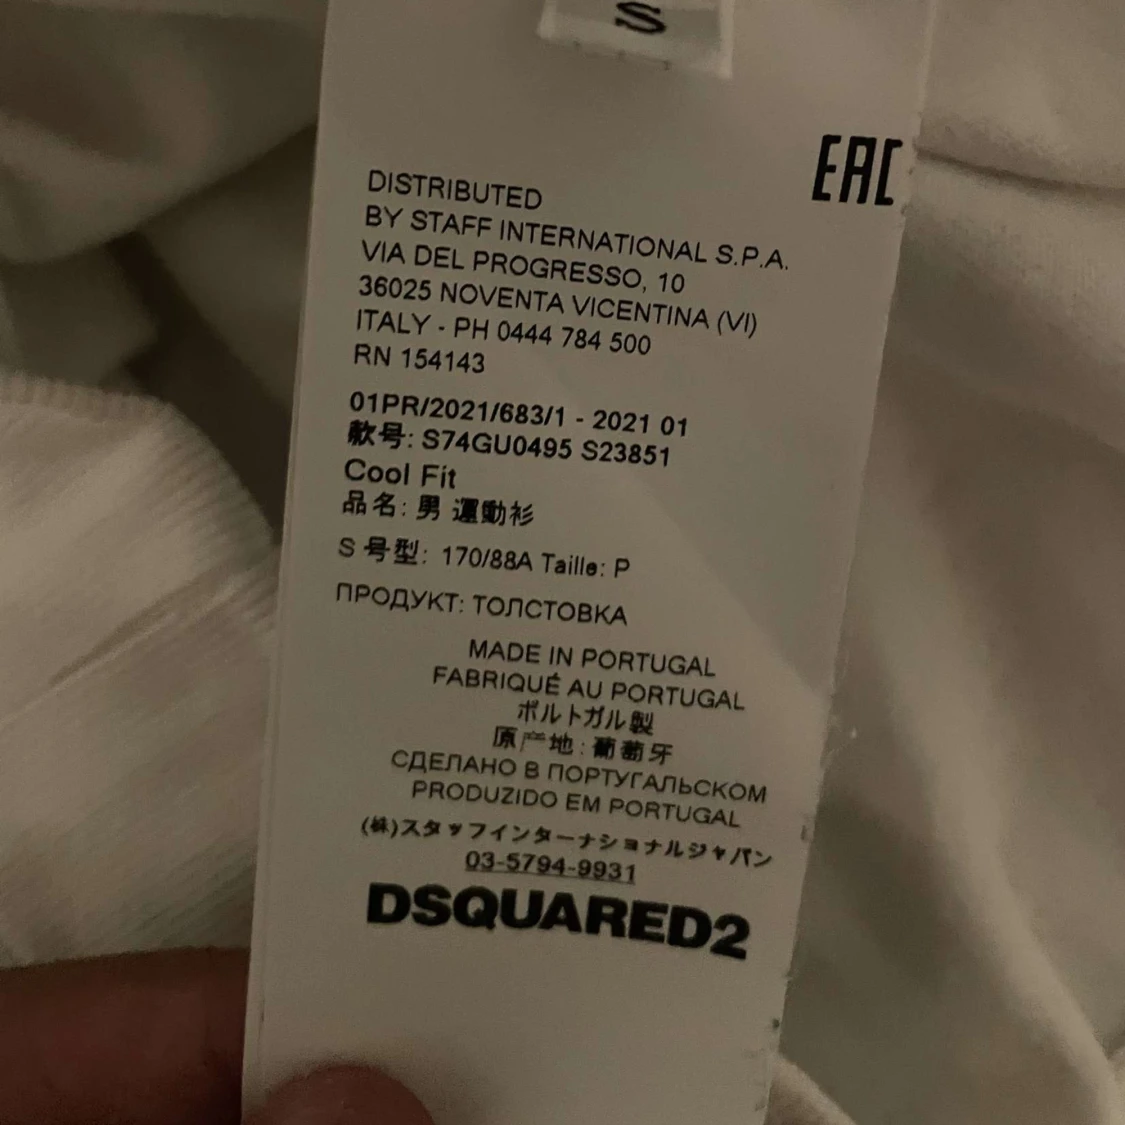 S
EAC
DISTRIBUTED
BY STAFF INTERNATIONAL S.P.A.
VIA DEL PROGRESSO, 10
36025 NOVENTA VICENTINA (VI)
ITALY - PH 0444 784 500
RN 154143
01PR/2021/683/1 - 2021 01
款号: S74GU0495 S23851
Cool Fit
品名: 男 運動衫
S 号型: 170/88A Taille: P
ПРОДУКТ: ТОЛСТОВКА
MADE IN PORTUGAL
FABRIQUÉ AU PORTUGAL
ポルトガル製
原产地: 葡萄牙
СДЕЛАНО В ПОРТУГАЛЬСКОМ
PRODUZIDO EM PORTUGAL
(株)スタッフインターナショナルジャパン
03-5794-9931
DSQUARED2